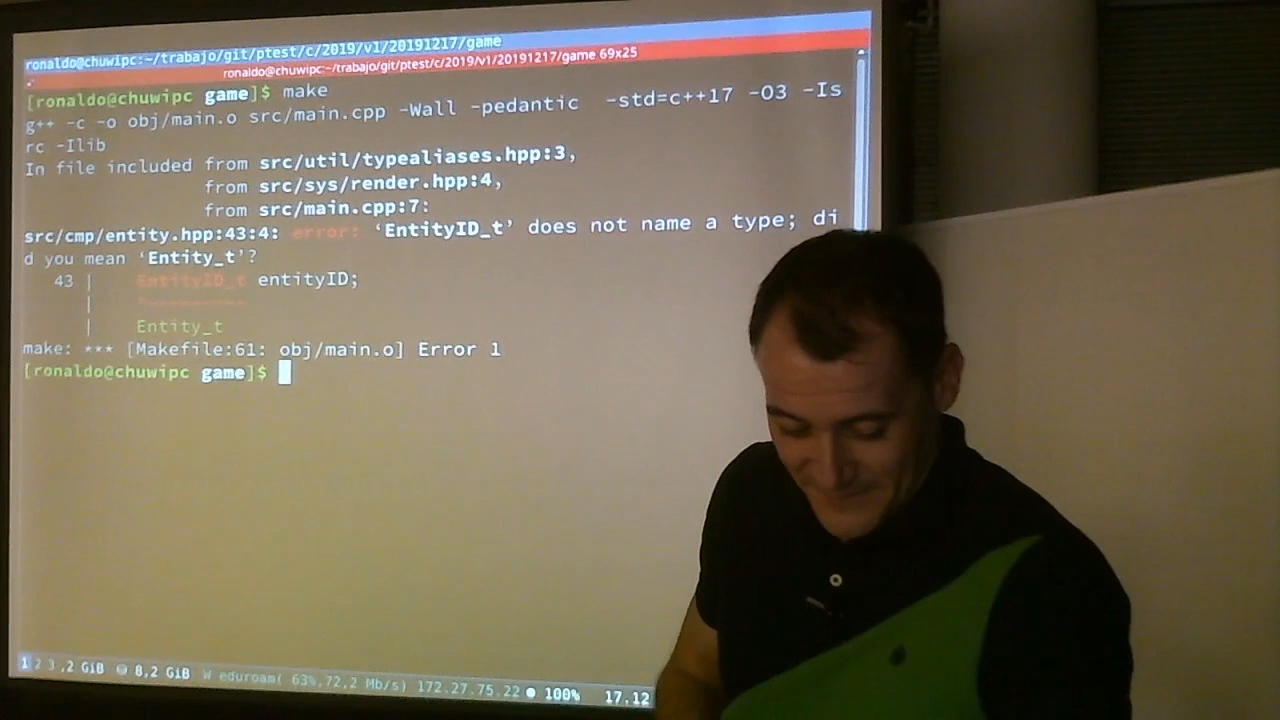 ronaldo@chuwipc:~/trabajo/git/ptest/c/2019/v1/20191217/game
ronaldo@chuwipc:~/trabajo/git/ptest/c/2019/v1/20191217/game 69x25
[ronaldo@chuwipc game]$ make
g++ -c -o obj/main.o src/main.cpp -Wall -pedantic -std=c++17 -O3 -Is
rc -Ilib
In file included from src/util/typealiases.hpp:3,
from src/sys/render.hpp:4,
from src/main.cpp:7:
src/cmp/entity.hpp:43:4: error: ‘EntityID_t’ does not name a type; di
d you mean ‘Entity_t’?
43 | EntityID_t entityID;
| ^~~~~~~~~~
| Entity_t
make: *** [Makefile:61: obj/main.o] Error 1
[ronaldo@chuwipc game]$
1 2 3 ,2 GiB 8,2 GiB W eduroam( 63%,72,2 Mb/s) 172.27.75.22 ● 100% 17.12